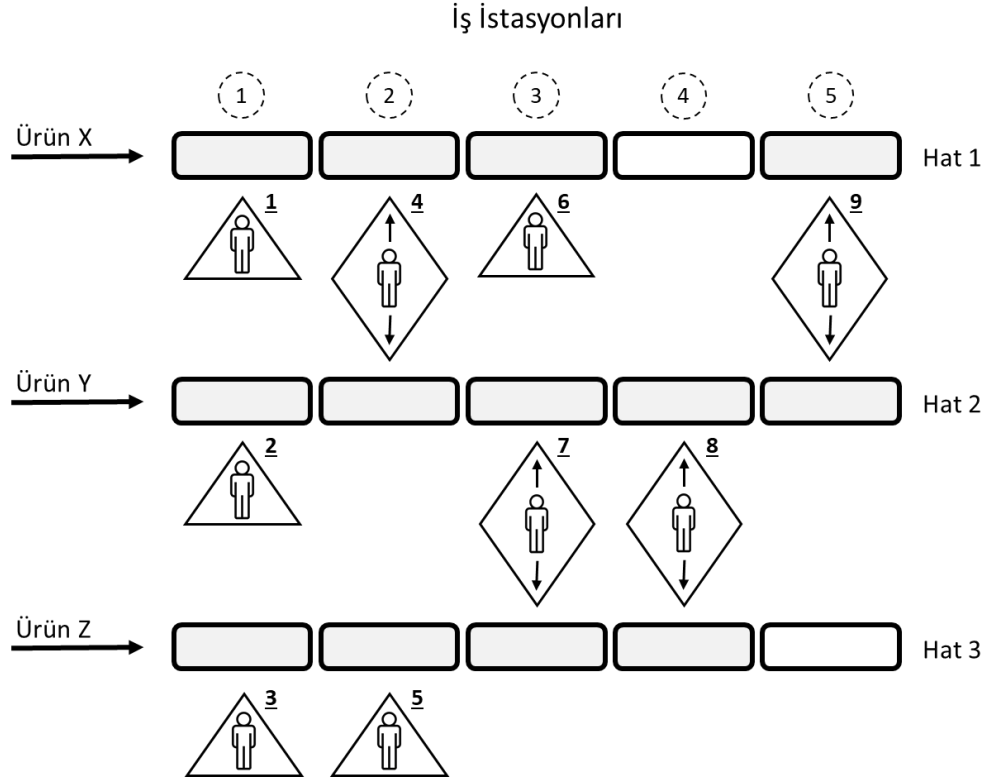 İş İstasyonları
1 2 3 4 5
Ürün X
Hat 1
1 4 6 9
Ürün Y
Hat 2
2 7 8
Ürün Z
Hat 3
3 5